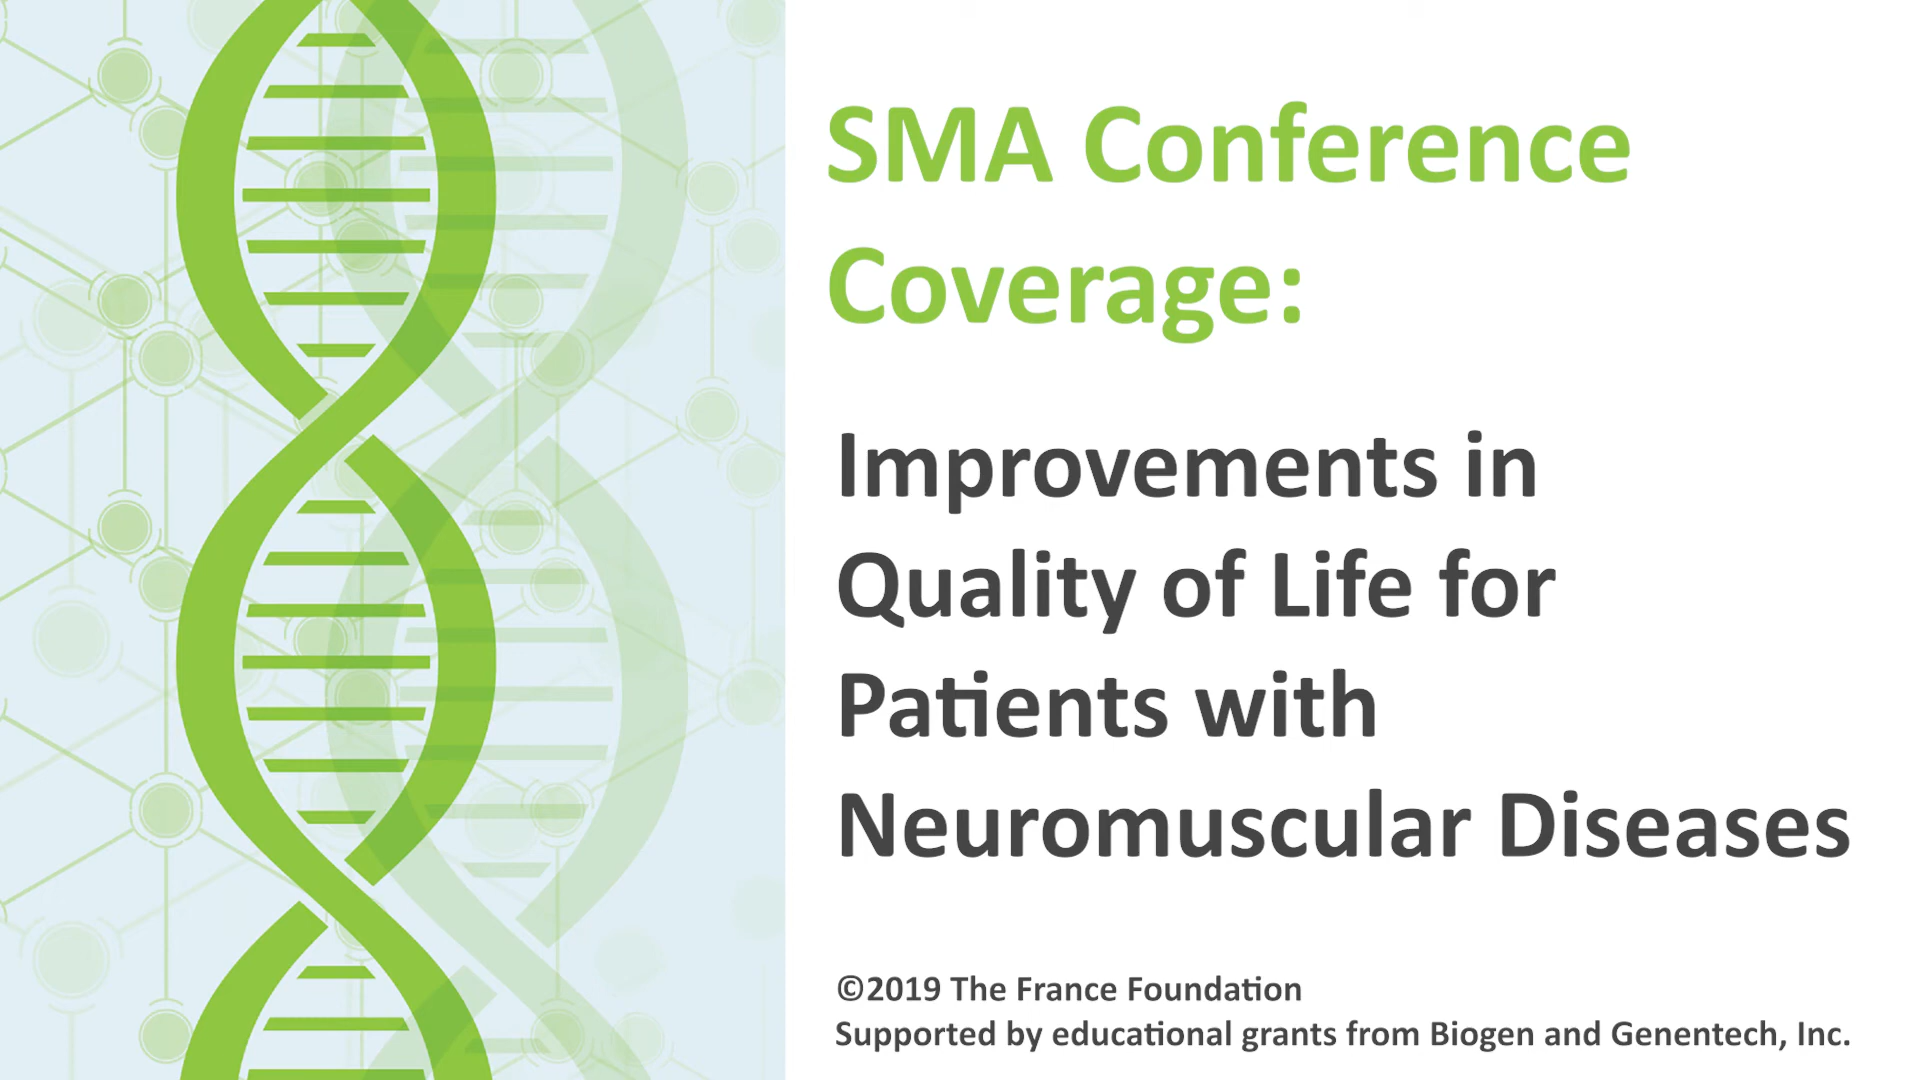 SMA Conference
Coverage:
Improvements in
Quality of Life for
Patients with
Neuromuscular Diseases
©2019 The France Foundation
Supported by educational grants from Biogen and Genentech, Inc.